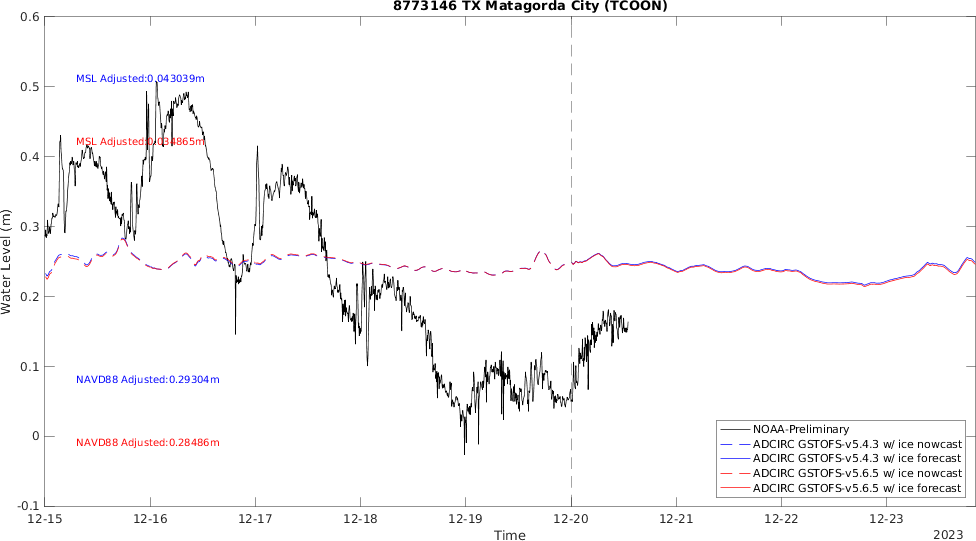 8773146 TX Matagorda City (TCOON)
0.6
0.5
0.4
0.3
0.2
0.1
0
-0.1
Water Level (m)
MSL Adjusted:0.043039m
MSL Adjusted:0.034865m
NAVD88 Adjusted:0.29304m
NAVD88 Adjusted:0.28486m
NOAA-Preliminary
ADCIRC GSTOFS-v5.4.3 w/ ice nowcast
ADCIRC GSTOFS-v5.4.3 w/ ice forecast
ADCIRC GSTOFS-v5.6.5 w/ ice nowcast
ADCIRC GSTOFS-v5.6.5 w/ ice forecast
12-15 12-16 12-17 12-18 12-19 12-20 12-21 12-22 12-23
Time
2023